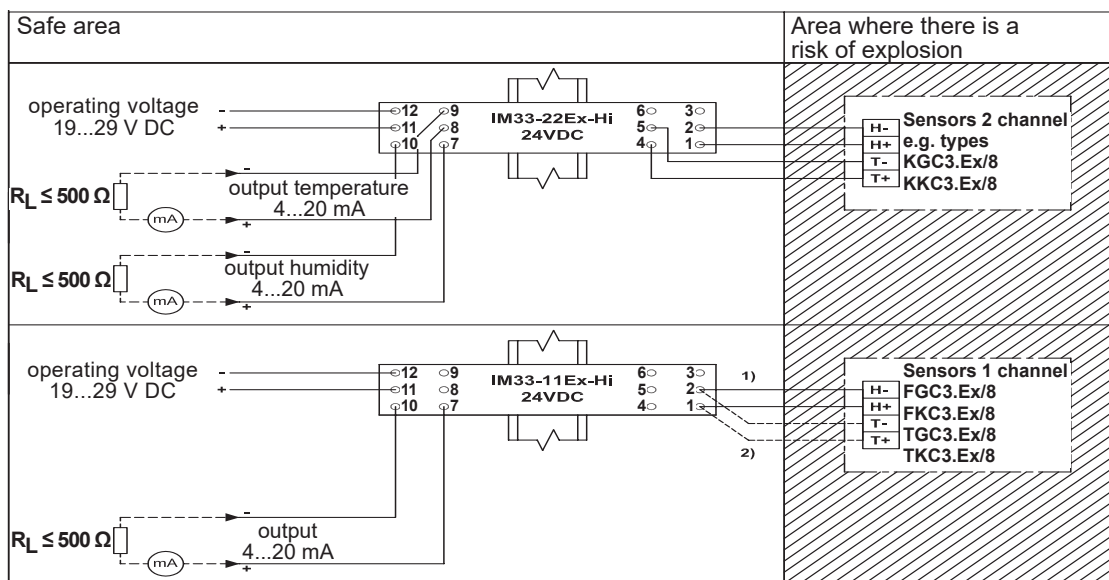 Safe area
Area where there is a
risk of explosion
operating voltage
19...29 V DC
-
+
12
11
10
9
8
7
IM33-22Ex-Hi
24VDC
6
5
4
3
2
1
H-
H+
T-
T+
Sensors 2 channel
e.g. types
KGC3.Ex/8
KKC3.Ex/8
RL ≤ 500 Ω
mA
-
output temperature
4...20 mA
+
RL ≤ 500 Ω
mA
-
output humidity
4...20 mA
+
operating voltage
19...29 V DC
-
+
12
11
10
9
8
7
IM33-11Ex-Hi
24VDC
6
5
4
3
2
1
1)
2)
H-
H+
T-
T+
Sensors 1 channel
FGC3.Ex/8
FKC3.Ex/8
TGC3.Ex/8
TKC3.Ex/8
RL ≤ 500 Ω
mA
-
output
4...20 mA
+